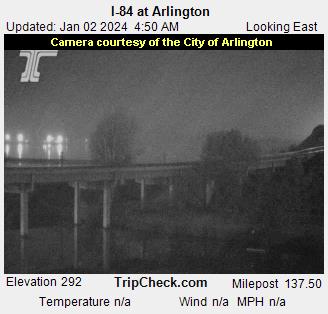 I-84 at Arlington
Updated: Jan 02 2024 4:50 AM Looking East
Camera courtesy of the City of Arlington
Elevation 292 TripCheck.com Milepost 137.50
Temperature n/a Wind n/a MPH n/a